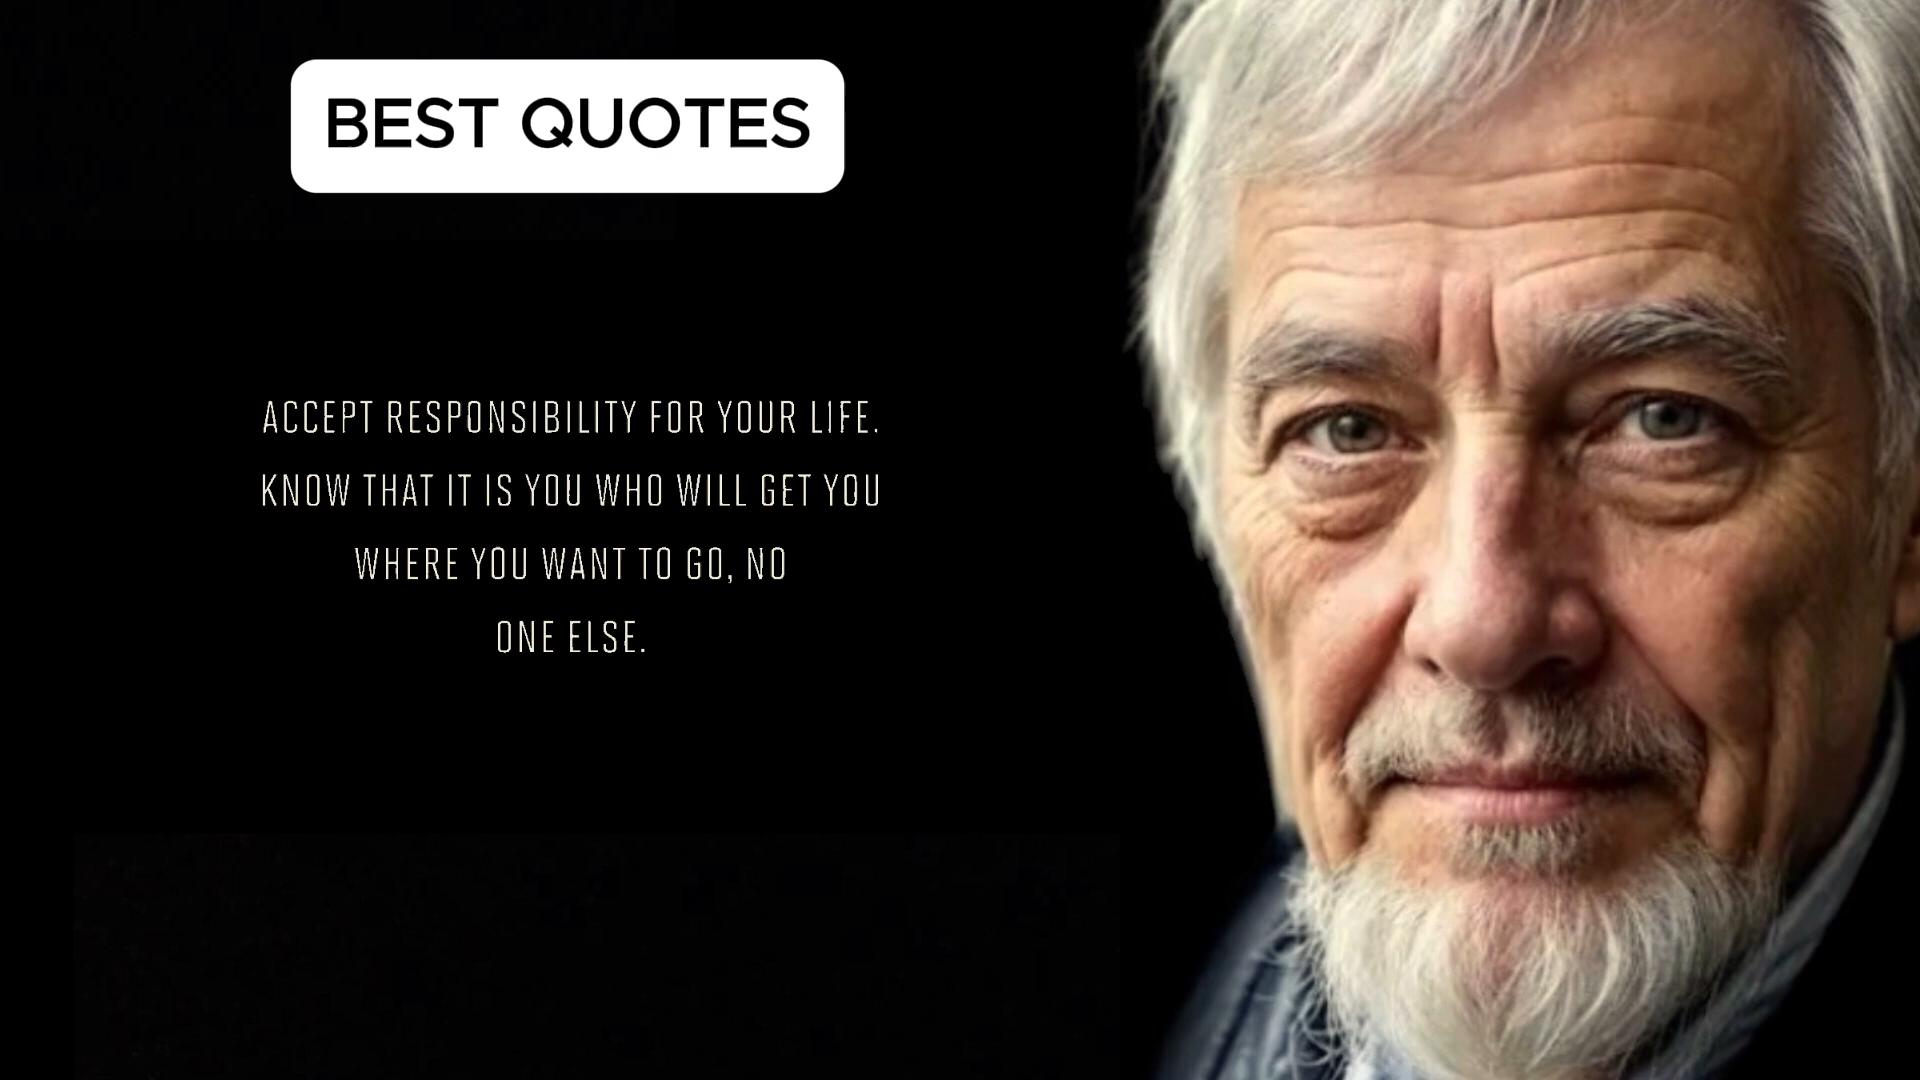 BEST QUOTES
ACCEPT RESPONSIBILITY FOR YOUR LIFE.
KNOW THAT IT IS YOU WHO WILL GET YOU
WHERE YOU WANT TO GO, NO
ONE ELSE.